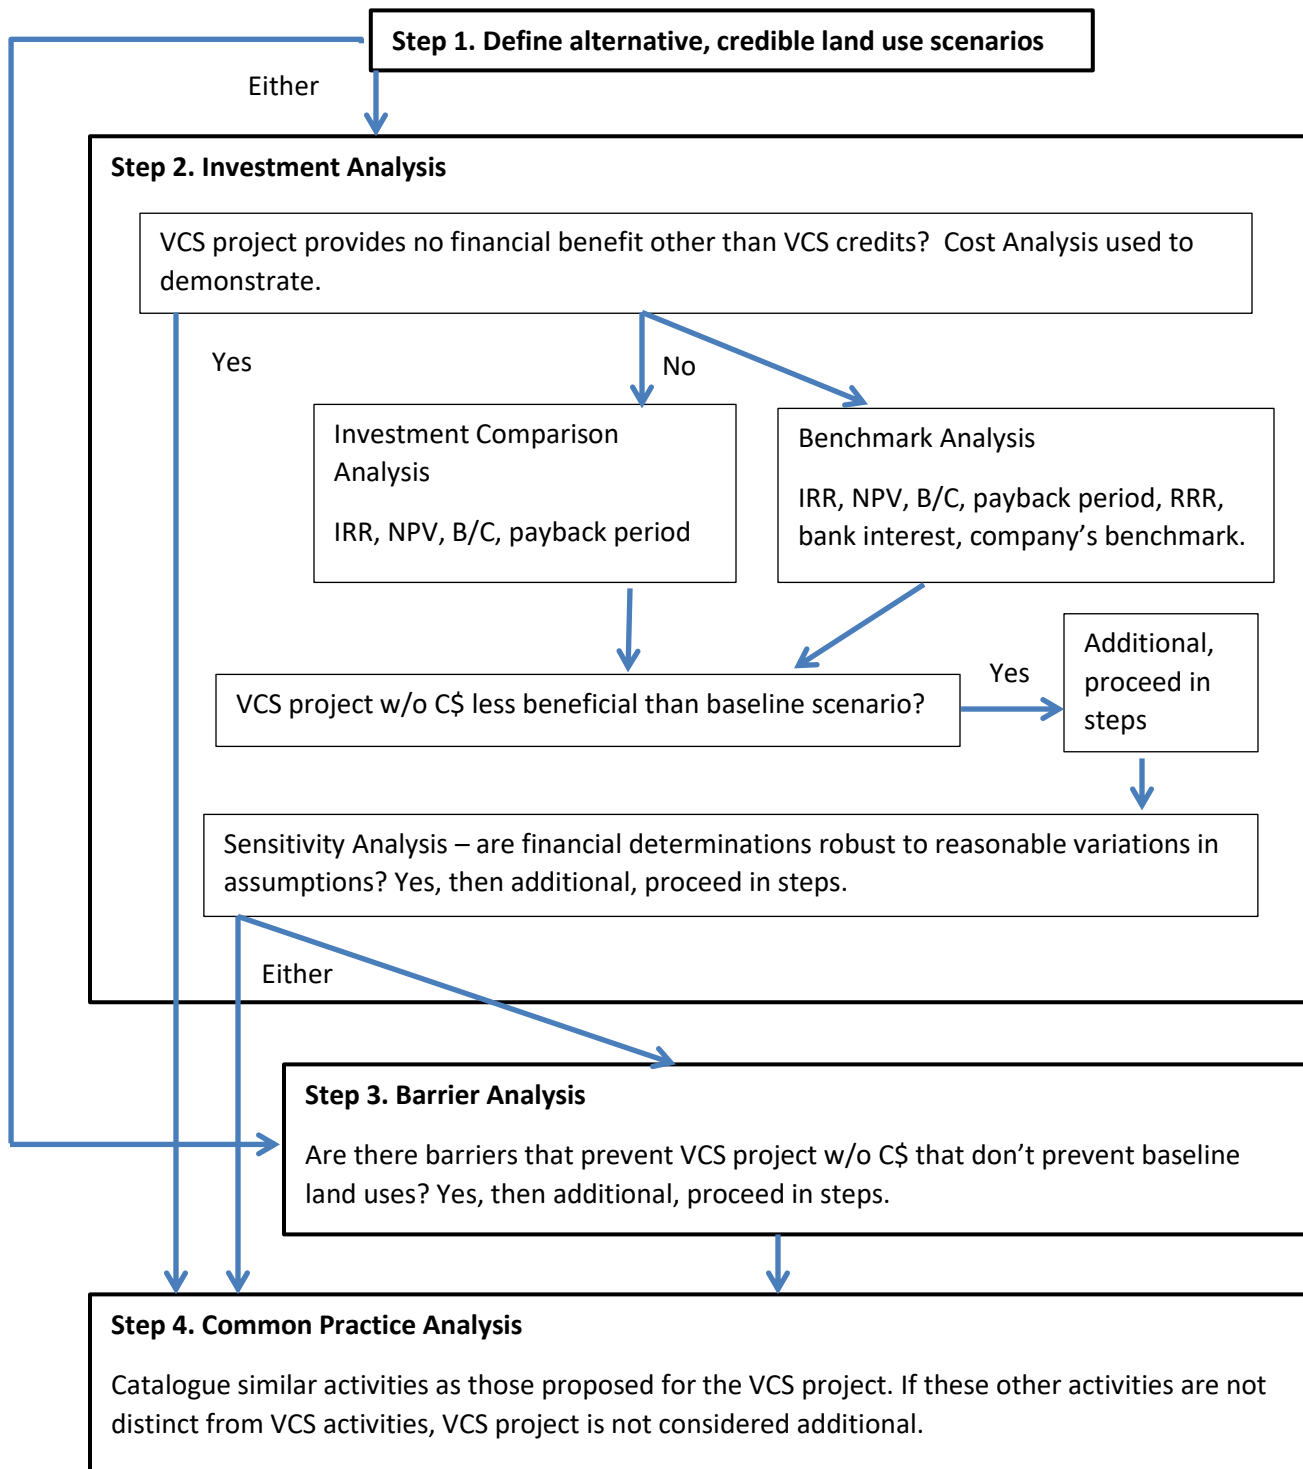 Step 1. Define alternative, credible land use scenarios
Either
Step 2. Investment Analysis
VCS project provides no financial benefit other than VCS credits?  Cost Analysis used to
demonstrate.
Yes
No
Investment Comparison
Analysis
IRR, NPV, B/C, payback period
Benchmark Analysis
IRR, NPV, B/C, payback period, RRR,
bank interest, company’s benchmark.
VCS project w/o C$ less beneficial than baseline scenario?
Yes
Additional,
proceed in
steps
Sensitivity Analysis – are financial determinations robust to reasonable variations in
assumptions? Yes, then additional, proceed in steps.
Either
Step 3. Barrier Analysis
Are there barriers that prevent VCS project w/o C$ that don’t prevent baseline
land uses? Yes, then additional, proceed in steps.
Step 4. Common Practice Analysis
Catalogue similar activities as those proposed for the VCS project. If these other activities are not
distinct from VCS activities, VCS project is not considered additional.